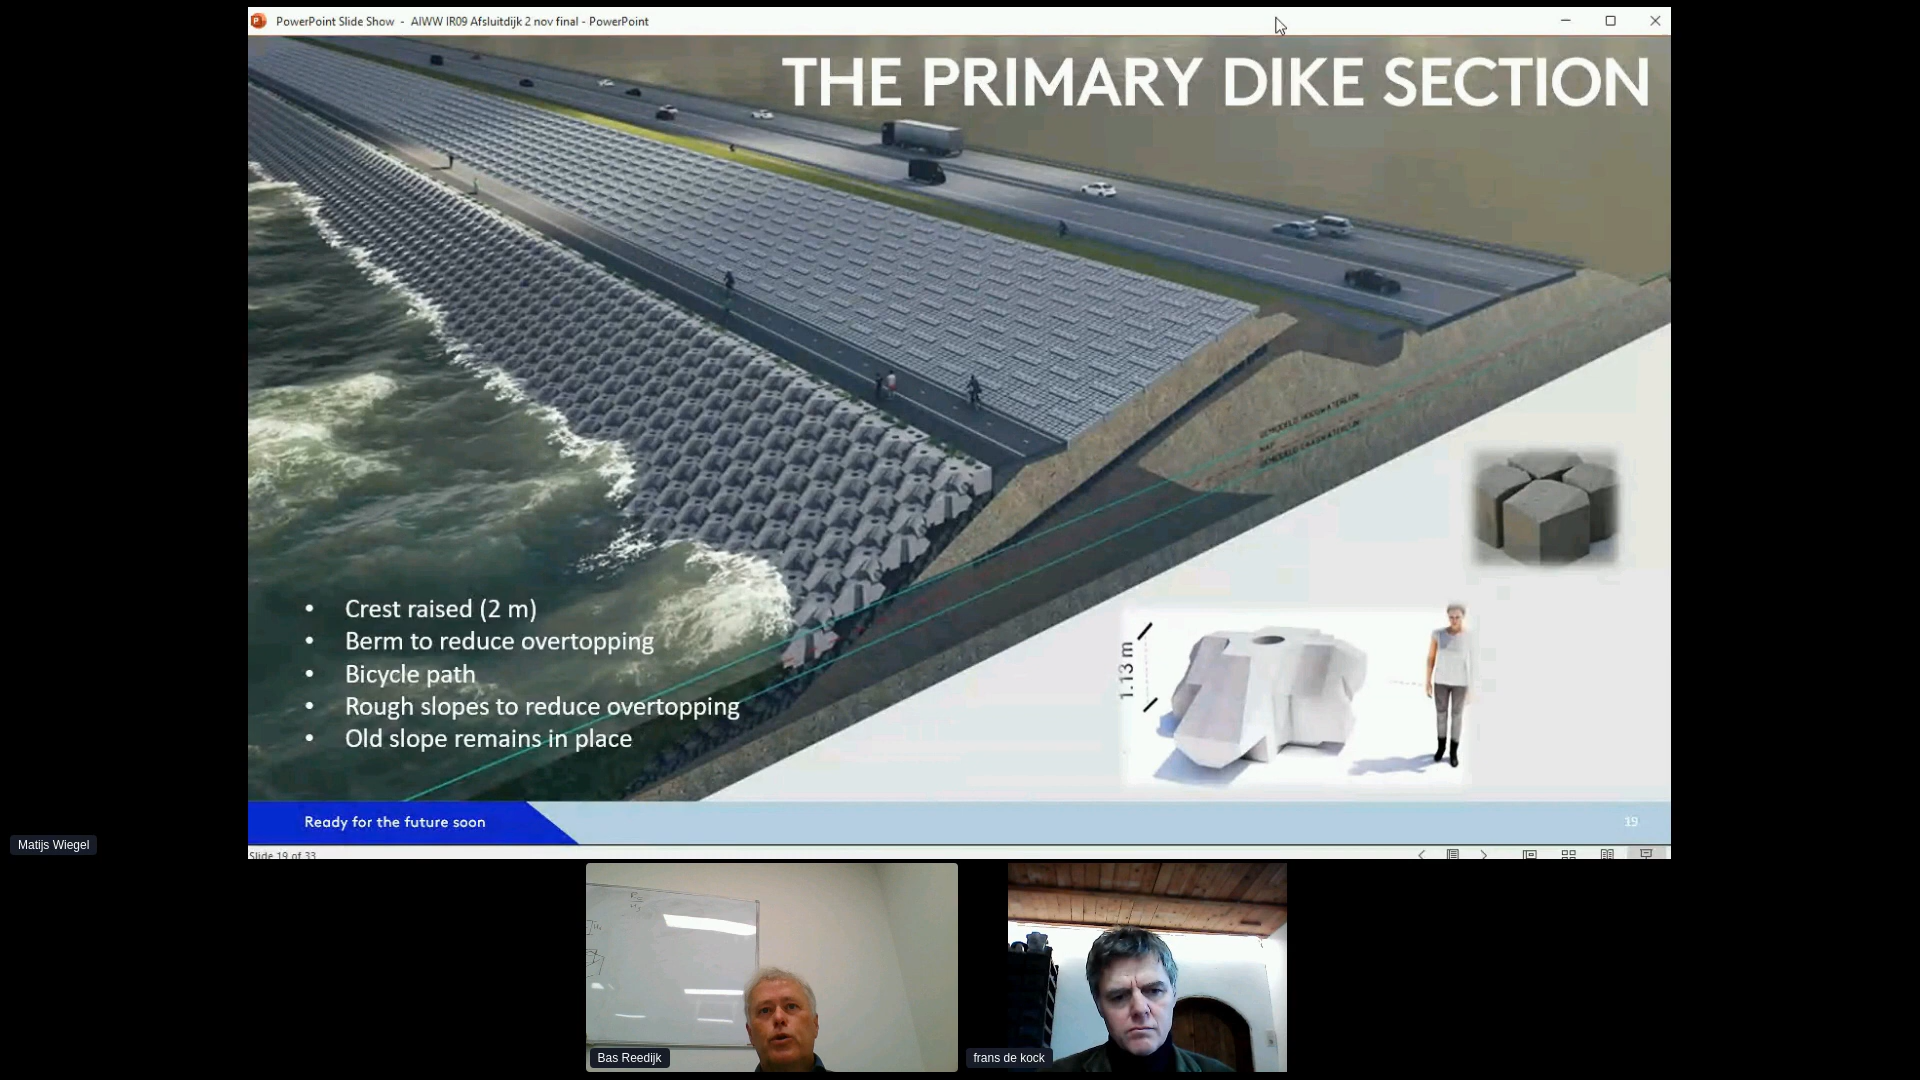 PowerPoint Slide Show - AIWW IR09 Afsluitdijk 2 nov final - PowerPoint
THE PRIMARY DIKE SECTION
• Crest raised (2 m)
• Berm to reduce overtopping
• Bicycle path
• Rough slopes to reduce overtopping
• Old slope remains in place
1.13 m
Ready for the future soon
19
Slide 19 of 33
Matijs Wiegel
Bas Reedijk
frans de kock